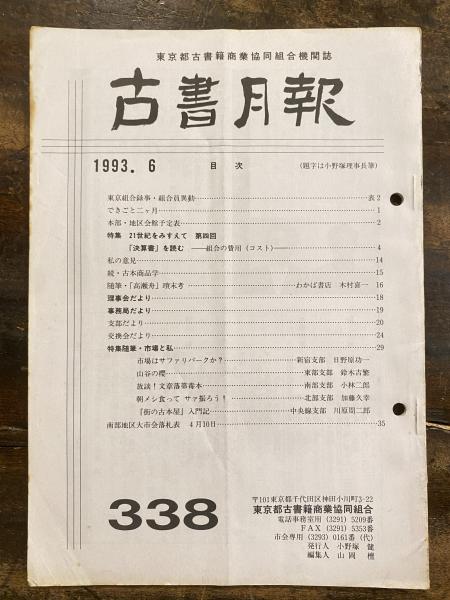 東京都古書籍商業協同組合機関誌
古書月報
1993. 6 目次 (題字は小野塚理事長筆)
東京組合録事・組合員異動…表2
できごと二ヶ月…1
本部・地区会館予定表…2
特集 21世紀をみすえて 第四回
「決算書」を読む ――組合の費用(コスト)――…4
私の意見…14
続・古本商品学…15
随筆・「高瀬舟」瑣末考…わかば書店 木村喜一 16
理事会だより…18
事務局だより…19
支部だより…20
交換会だより…24
特集随筆・市場と私…29
市場はサファリパークか?…新宿支部 日野原功一
山谷の櫻…東部支部 鈴木吉繁
放談!文章落第毒本…南部支部 小林二郎
朝メシ食って サァ振ろう!…北部支部 加藤久幸
『街の古本屋』入門記…中央線支部 川原周二郎
南部地区大市会落札表 4月10日…35
338
〒101東京都千代田区神田小川町3-22
東京都古書籍商業協同組合
電話事務室用 (3291) 5209番
FAX (3291) 5353番
市会専用 (3293) 0161番 (代)
発行人 小野塚 健
編集人 山岡 檀